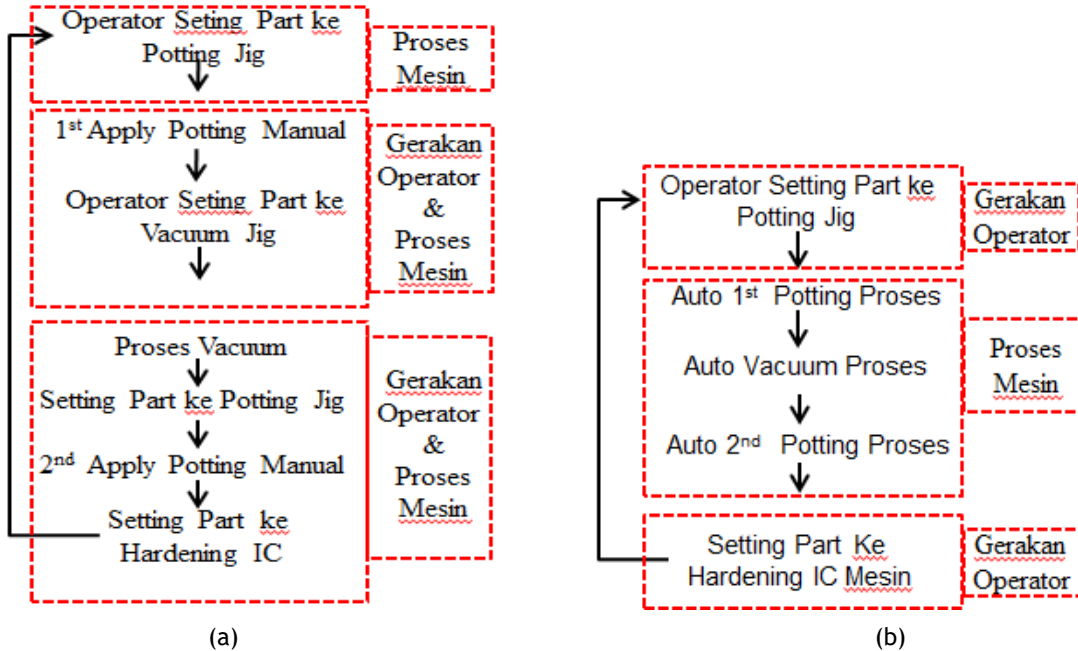 Operator Seting Part ke
Potting Jig
Proses
Mesin
1st Apply Potting Manual
Operator Seting Part ke
Vacuum Jig
Gerakan
Operator
&
Proses
Mesin
Proses Vacuum
Setting Part ke Potting Jig
2nd Apply Potting Manual
Setting Part ke
Hardening IC
Gerakan
Operator
&
Proses
Mesin
(a)
Operator Setting Part ke
Potting Jig
Gerakan
Operator
Auto 1st Potting Proses
Auto Vacuum Proses
Auto 2nd Potting Proses
Proses
Mesin
Setting Part Ke
Hardening IC Mesin
Gerakan
Operator
(b)